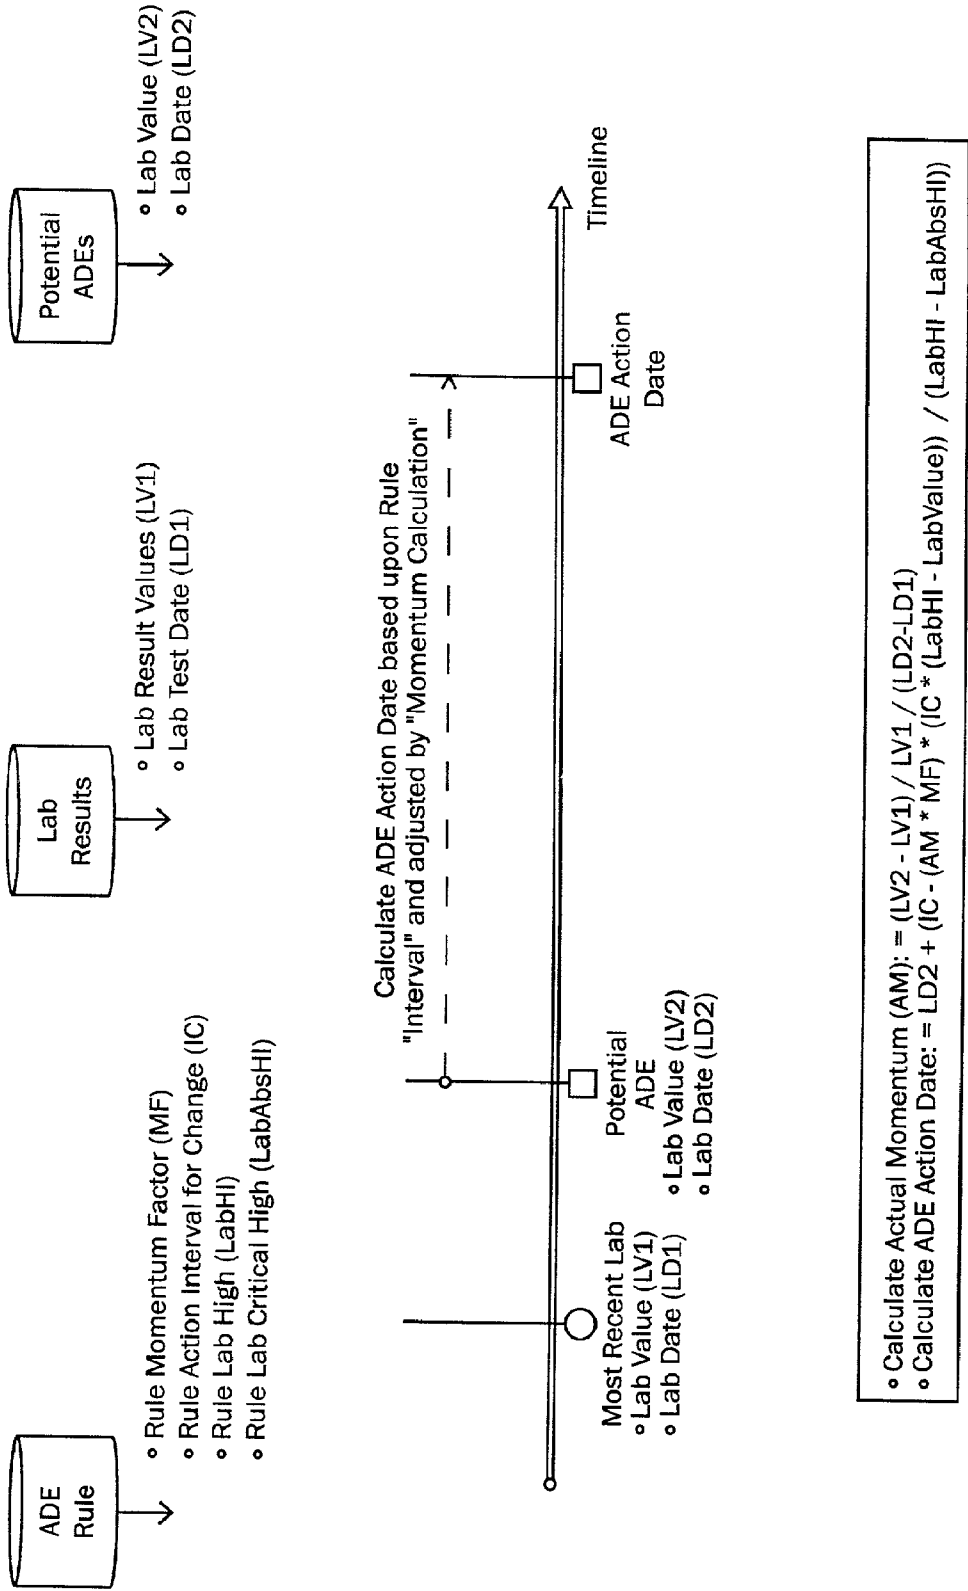 ADE
Rule
° Rule Momentum Factor (MF)
° Rule Action Interval for Change (IC)
° Rule Lab High (LabHI)
° Rule Lab Critical High (LabAbsHI)
Lab
Results
° Lab Result Values (LV1)
° Lab Test Date (LD1)
Potential
ADEs
° Lab Value (LV2)
° Lab Date (LD2)
Calculate ADE Action Date based upon Rule
"Interval" and adjusted by "Momentum Calculation"
Most Recent Lab
° Lab Value (LV1)
° Lab Date (LD1)
Potential
ADE
° Lab Value (LV2)
° Lab Date (LD2)
ADE Action
Date
Timeline
° Calculate Actual Momentum (AM): = (LV2 - LV1) / LV1 / (LD2-LD1)
° Calculate ADE Action Date: = LD2 + (IC - (AM * MF) * (IC * (LabHI - LabValue)) / (LabHI - LabAbsHI))